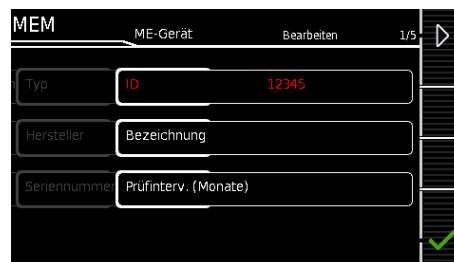 MEM ME-Gerät Bearbeiten 1/5
Typ ID 12345
Hersteller Bezeichnung
Seriennummer Prüfinterv. (Monate)